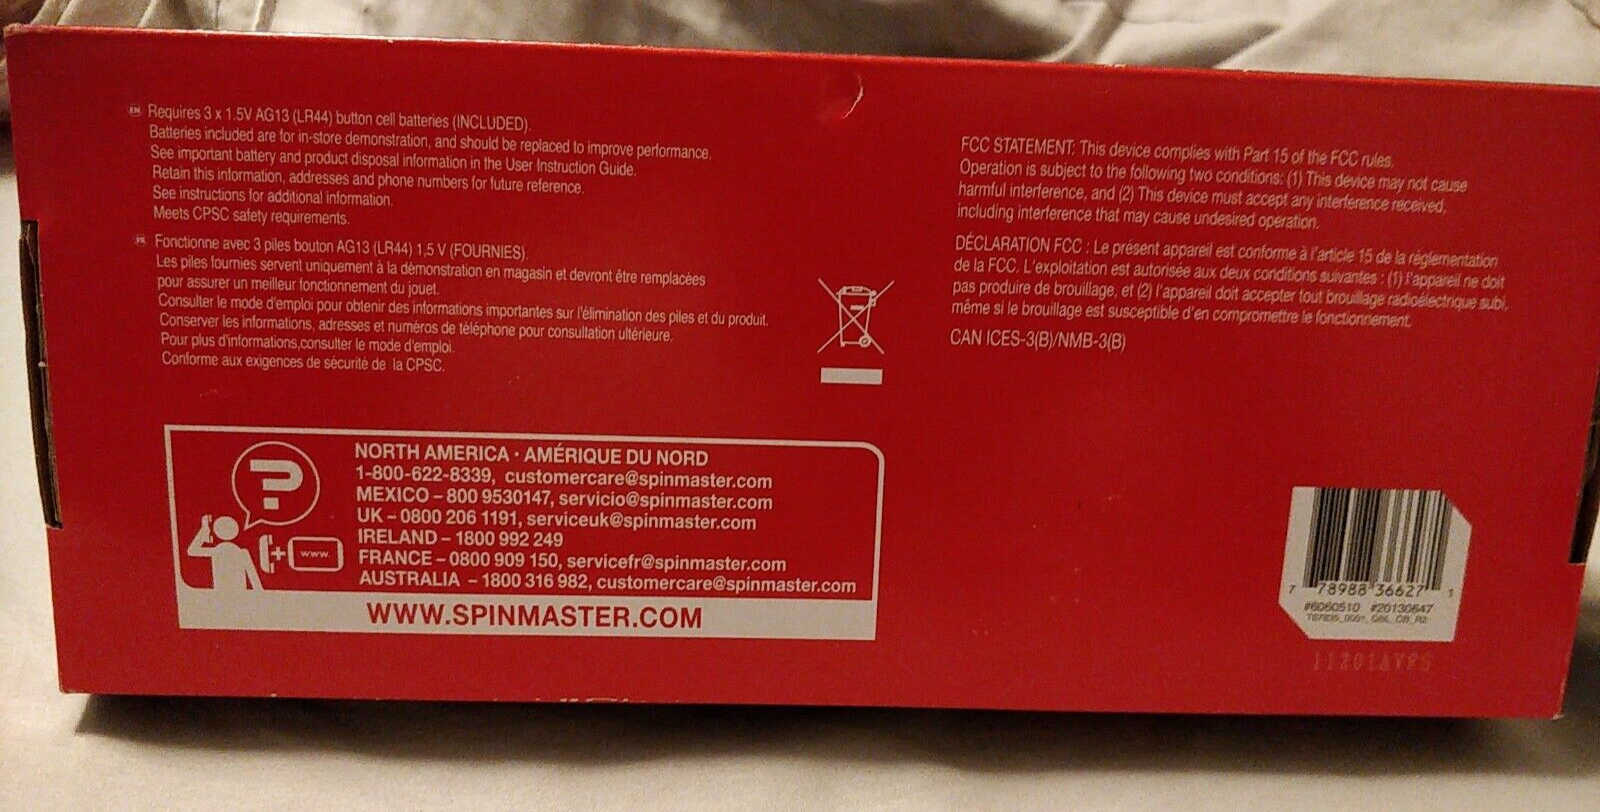 EN Requires 3 x 1.5V AG13 (LR44) button cell batteries (INCLUDED).
Batteries included are for in-store demonstration, and should be replaced to improve performance.
See important battery and product disposal information in the User Instruction Guide.
Retain this information, addresses and phone numbers for future reference.
See instructions for additional information.
Meets CPSC safety requirements.
FR Fonctionne avec 3 piles bouton AG13 (LR44) 1,5 V (FOURNIES).
Les piles fournies servent uniquement à la démonstration en magasin et devront être remplacées
pour assurer un meilleur fonctionnement du jouet.
Consulter le mode d'emploi pour obtenir des informations importantes sur l'élimination des piles et du produit.
Conserver les informations, adresses et numéros de téléphone pour consultation ultérieure.
Pour plus d'informations,consulter le mode d'emploi.
Conforme aux exigences de sécurité de la CPSC.
FCC STATEMENT: This device complies with Part 15 of the FCC rules.
Operation is subject to the following two conditions: (1) This device may not cause
harmful interference, and (2) This device must accept any interference received,
including interference that may cause undesired operation.
DÉCLARATION FCC : Le présent appareil est conforme à l'article 15 de la réglementation
de la FCC. L'exploitation est autorisée aux deux conditions suivantes : (1) l'appareil ne doit
pas produire de brouillage, et (2) l'appareil doit accepter tout brouillage radioélectrique subi,
même si le brouillage est susceptible d'en compromettre le fonctionnement.
CAN ICES-3(B)/NMB-3(B)
NORTH AMERICA · AMÉRIQUE DU NORD
1-800-622-8339, customercare@spinmaster.com
MEXICO – 800 9530147, servicio@spinmaster.com
UK – 0800 206 1191, serviceuk@spinmaster.com
IRELAND – 1800 992 249
FRANCE – 0800 909 150, servicefr@spinmaster.com
AUSTRALIA – 1800 316 982, customercare@spinmaster.com
?
+ www.
WWW.SPINMASTER.COM
7 78988 36627 1
#6060510 #20130647
11201AVFS